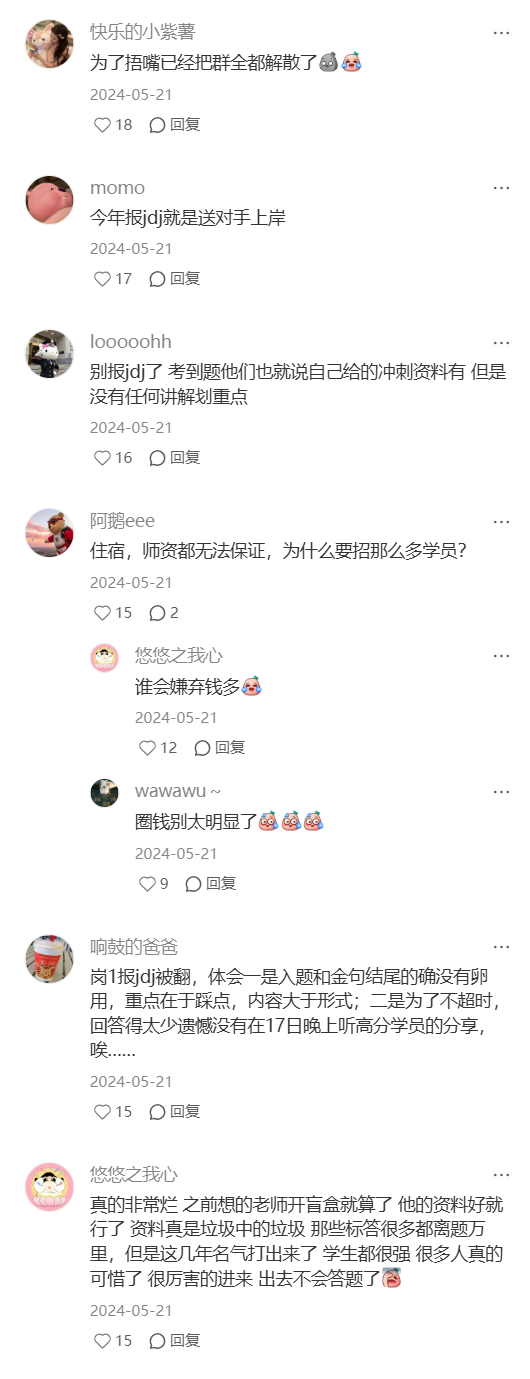 快乐的小紫薯
为了捂嘴已经把群全都解散了
2024-05-21
18 回复
momo
今年报jdj就是送对手上岸
2024-05-21
17 回复
looooohh
别报jdj了 考到题他们也就说自己给的冲刺资料有 但是
没有任何讲解划重点
2024-05-21
16 回复
阿鹅eee
住宿，师资都无法保证，为什么要招那么多学员？
2024-05-21
15 2
悠悠之我心
谁会嫌弃钱多
2024-05-21
12 回复
wawawu～
圈钱别太明显了
2024-05-21
9 回复
响鼓的爸爸
岗1报jdj被翻，体会一是入题和金句结尾的确没有卵
用，重点在于踩点，内容大于形式；二是为了不超时，
回答得太少遗憾没有在17日晚上听高分学员的分享，
唉……
2024-05-21
15 回复
悠悠之我心
真的非常烂 之前想的老师开盲盒就算了 他的资料好就
行了 资料真是垃圾中的垃圾 那些标答很多都离题万
里，但是这几年名气打出来了 学生都很强 很多人真的
可惜了 很厉害的进来 出去不会答题了
2024-05-21
15 回复